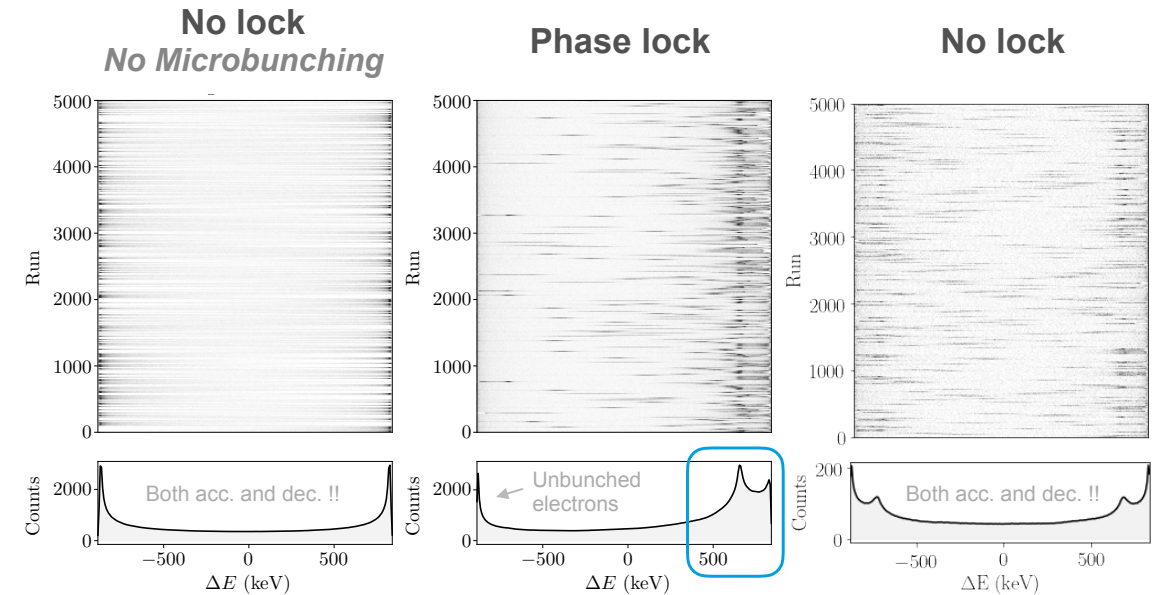 No lock
No Microbunching
Phase lock
No lock
5000
4000
3000
2000
1000
0
Run
5000
4000
3000
2000
1000
0
Run
5000
4000
3000
2000
1000
0
Run
2000
0
Counts
Both acc. and dec. !!
−500
0
500
ΔE (keV)
2000
0
Counts
Unbunched
electrons
−500
0
500
ΔE (keV)
200
100
0
Counts
Both acc. and dec. !!
−500
0
500
ΔE (keV)